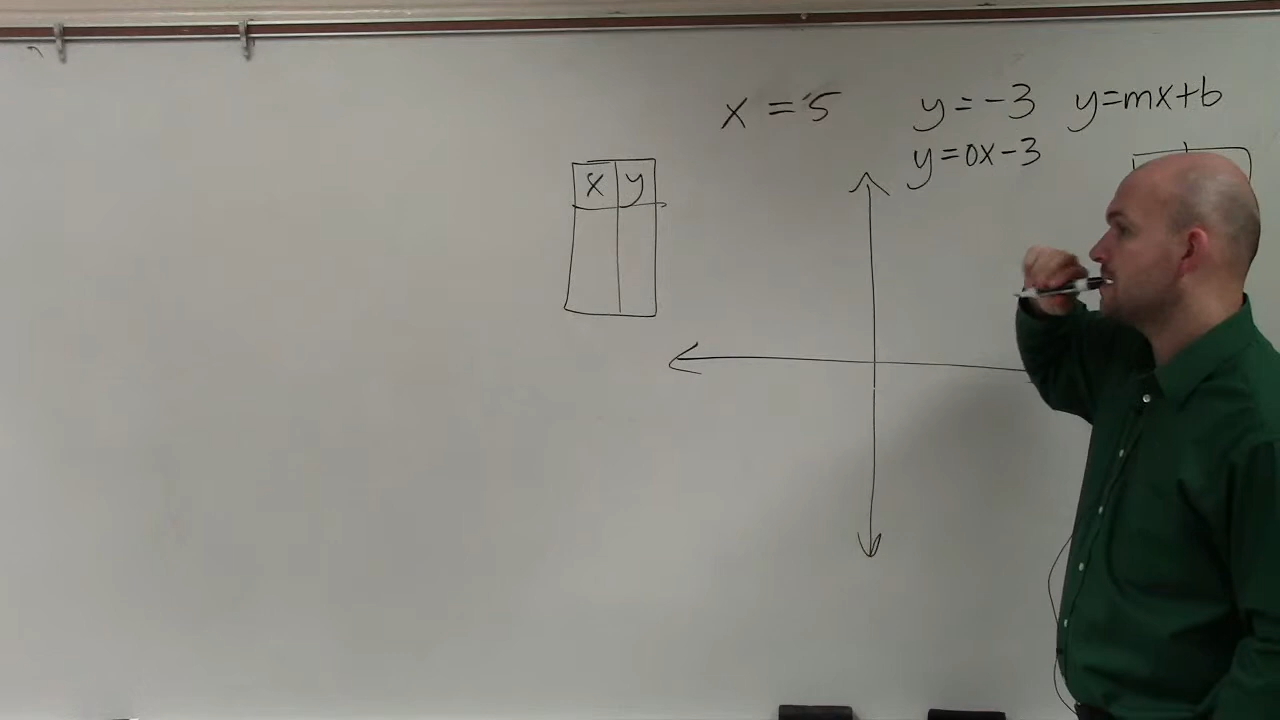 x = 5 y = -3 y=mx+b
y=0x-3
x y